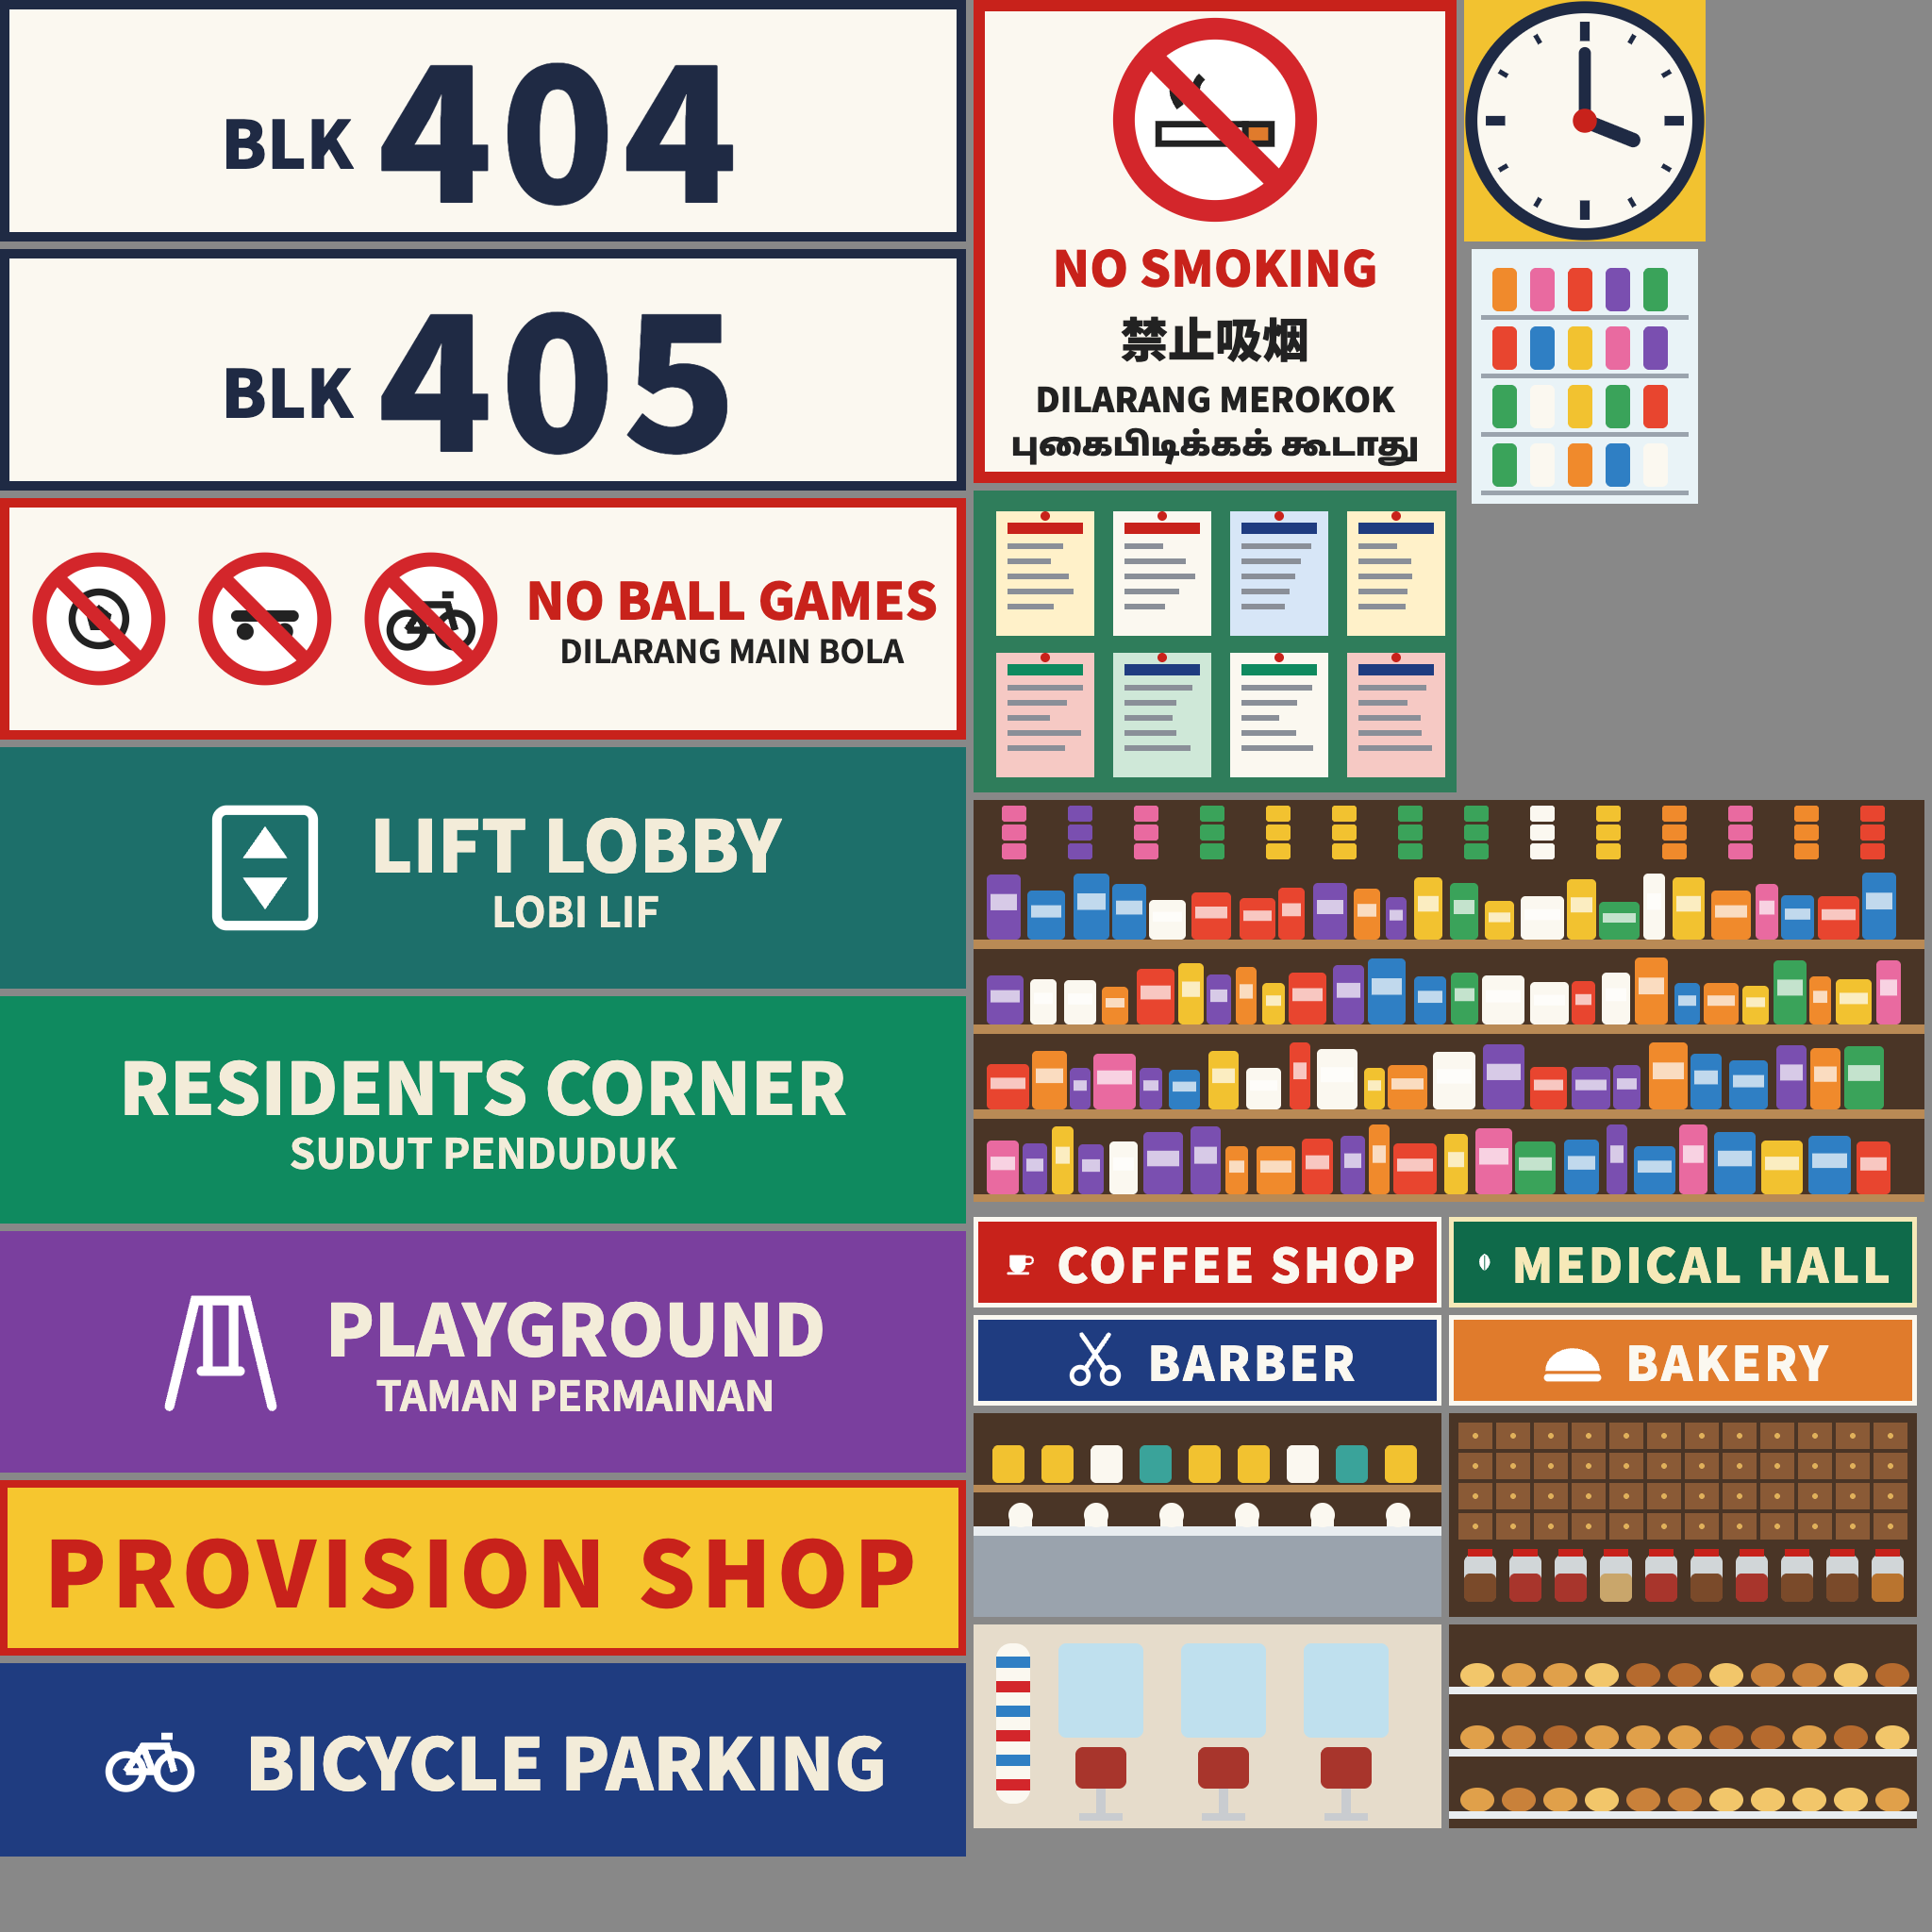 BLK 404
BLK 405
NO BALL GAMES
DILARANG MAIN BOLA
LIFT LOBBY
LOBI LIF
RESIDENTS CORNER
SUDUT PENDUDUK
PLAYGROUND
TAMAN PERMAINAN
PROVISION SHOP
BICYCLE PARKING
NO SMOKING
禁止吸烟
DILARANG MEROKOK
புகைபிடிக்கக் கூடாது
COFFEE SHOP
MEDICAL HALL
BARBER
BAKERY